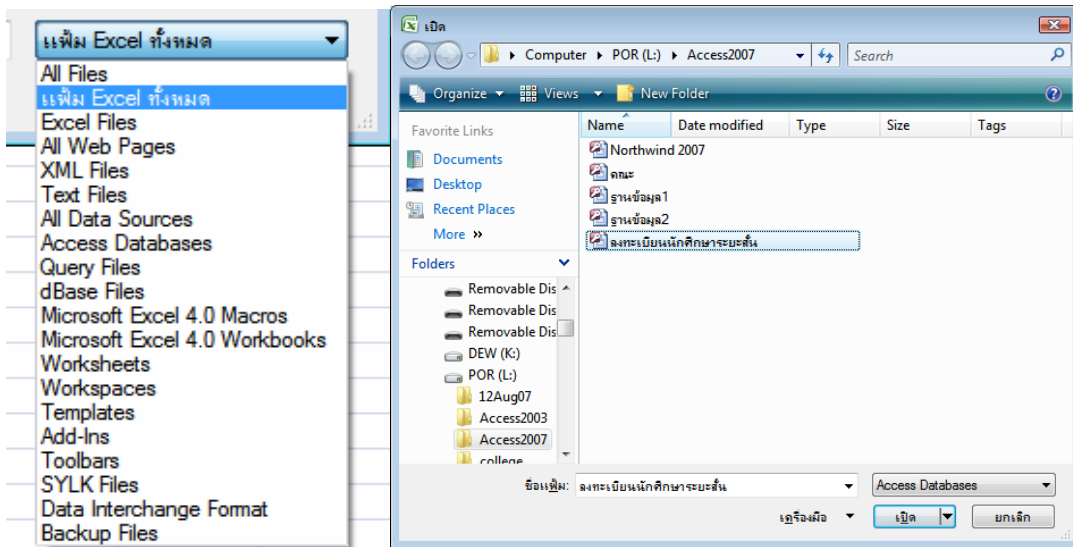 แฟ้ม Excel ทั้งหมด
All Files
แฟ้ม Excel ทั้งหมด
Excel Files
All Web Pages
XML Files
Text Files
All Data Sources
Access Databases
Query Files
dBase Files
Microsoft Excel 4.0 Macros
Microsoft Excel 4.0 Workbooks
Worksheets
Workspaces
Templates
Add-Ins
Toolbars
SYLK Files
Data Interchange Format
Backup Files
เปิด
Computer POR (L:) Access2007 Search
Organize Views New Folder
Favorite Links
Documents
Desktop
Recent Places
More »
Folders
Removable Dis
Removable Dis
Removable Dis
DEW (K:)
POR (L:)
12Aug07
Access2003
Access2007
college
Name Date modified Type Size Tags
Northwind 2007
คณะ
ฐานข้อมูล1
ฐานข้อมูล2
ลงทะเบียนนักศึกษาระยะสั้น
ชื่อแฟ้ม: ลงทะเบียนนักศึกษาระยะสั้น Access Databases
เครื่องมือ เปิด ยกเลิก